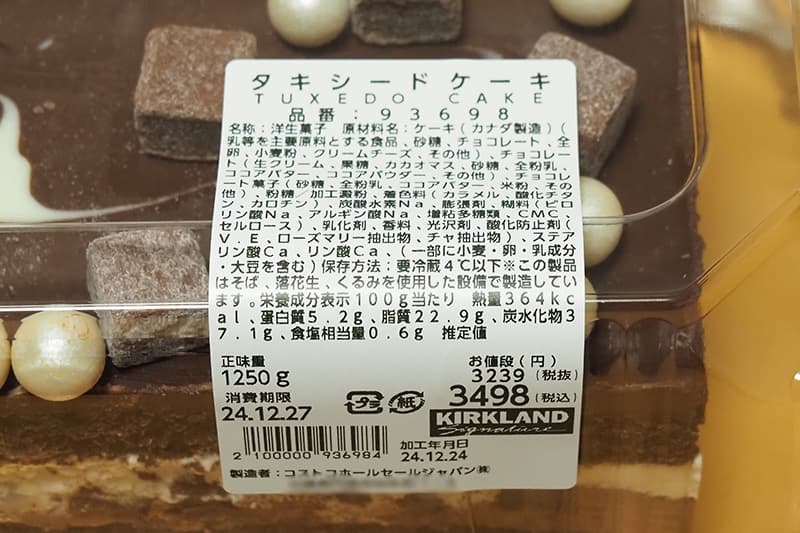 タキシードケーキ
TUXEDO CAKE
品番:93698
名称:洋生菓子 原材料名:ケーキ(カナダ製造)(
乳等を主要原料とする食品、砂糖、チョコレート、全
卵、小麦粉、クリームチーズ、その他)、チョコレー
ト(生クリーム、果糖、カカオマス、砂糖、全粉乳、
ココアバター、ココアパウダー、その他)、チョコレ
ート菓子(砂糖、全粉乳、ココアバター、米粉、その
他)、粉糖/加工澱粉、着色料(カラメル、酸化チタ
ン、カロチン)、炭酸水素Na、膨張剤、糊料(ピロ
リン酸Na、アルギン酸Na、増粘多糖類、CMC、
セルロース)、乳化剤、香料、光沢剤、酸化防止剤(
V.E、ローズマリー抽出物、チャ抽出物)、ステア
リン酸Ca、リン酸Ca、(一部に小麦・卵・乳成分
・大豆を含む)保存方法:要冷蔵4℃以下※この製品
はそば、落花生、くるみを使用した設備で製造してい
ます。栄養成分表示100g当たり 熱量364kc
al、蛋白質5.2g、脂質22.9g、炭水化物3
7.1g、食塩相当量0.6g 推定値
正味量 お値段(円)
1250g 3239(税抜)
消費期限 3498(税込)
24.12.27 プラ 紙 KIRKLAND
Signature
2 100000 936984 加工年月日
24.12.24
製造者:コストコホールセールジャパン㈱